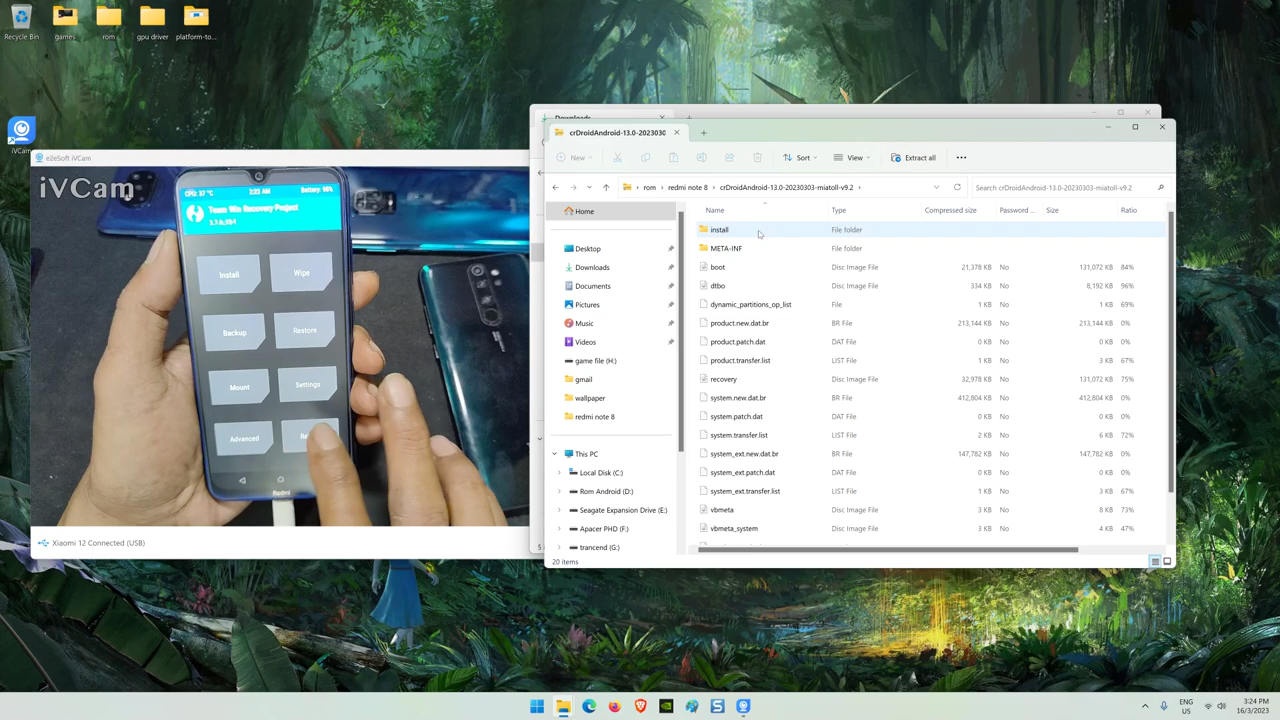 Recycle Bin
games
rom
gpu driver
platform-to...
iVCam
e2eSoft iVCam
iVCam
CPU: 37 °C
2:23 AM
Battery: 98%
Team Win Recovery Project
Install
Wipe
Backup
Restore
Mount
Settings
Advanced
Redmi
Xiaomi 12 Connected (USB)
Downloads
crDroidAndroid-13.0-2023030
New
Sort
View
Extract all
rom
redmi note 8
crDroidAndroid-13.0-20230303-miatoll-v9.2
Search crDroidAndroid-13.0-20230303-miatoll-v9.2
Home
Desktop
Downloads
Documents
Pictures
Music
Videos
game file (H:)
gmail
wallpaper
redmi note 8
This PC
Local Disk (C:)
Rom Android (D:)
Seagate Expansion Drive (E:)
Apacer PHD (F:)
trancend (G:)
Name Type Compressed size Password ... Size Ratio
install File folder
META-INF File folder
boot Disc Image File 21,378 KB No 131,072 KB 84%
dtbo Disc Image File 334 KB No 8,192 KB 96%
dynamic_partitions_op_list File 1 KB No 1 KB 69%
product.new.dat.br BR File 213,144 KB No 213,144 KB 0%
product.patch.dat DAT File 0 KB No 0 KB 0%
product.transfer.list LIST File 1 KB No 3 KB 67%
recovery Disc Image File 32,978 KB No 131,072 KB 75%
system.new.dat.br BR File 412,804 KB No 412,804 KB 0%
system.patch.dat DAT File 0 KB No 0 KB 0%
system.transfer.list LIST File 2 KB No 6 KB 72%
system_ext.new.dat.br BR File 147,782 KB No 147,782 KB 0%
system_ext.patch.dat DAT File 0 KB No 0 KB 0%
system_ext.transfer.list LIST File 1 KB No 3 KB 67%
vbmeta Disc Image File 3 KB No 8 KB 73%
vbmeta_system Disc Image File 3 KB No 4 KB 47%
20 items
ENG
US
3:24 PM
16/3/2023